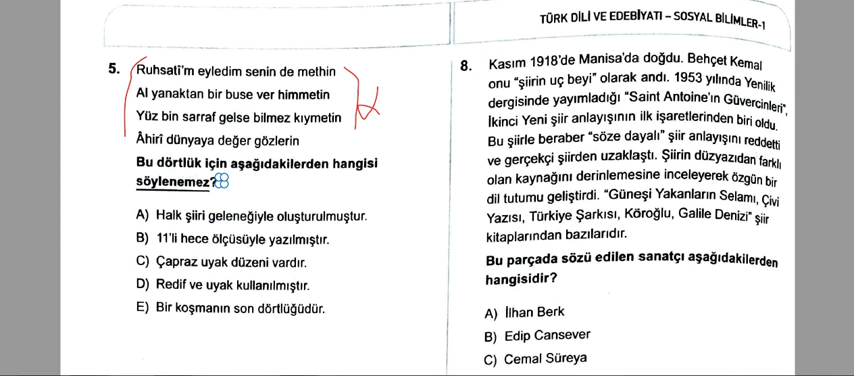 TÜRK DİLİ VE EDEBİYATI – SOSYAL BİLİMLER-1
5. Ruhsatî'm eyledim senin de methin
Al yanaktan bir buse ver himmetin
Yüz bin sarraf gelse bilmez kıymetin
Âhirî dünyaya değer gözlerin
Bu dörtlük için aşağıdakilerden hangisi
söylenemez?
A) Halk şiiri geleneğiyle oluşturulmuştur.
B) 11'li hece ölçüsüyle yazılmıştır.
C) Çapraz uyak düzeni vardır.
D) Redif ve uyak kullanılmıştır.
E) Bir koşmanın son dörtlüğüdür.
8. Kasım 1918'de Manisa'da doğdu. Behçet Kemal
onu "şiirin uç beyi" olarak andı. 1953 yılında Yenilik
dergisinde yayımladığı "Saint Antoine'ın Güvercinleri",
İkinci Yeni şiir anlayışının ilk işaretlerinden biri oldu.
Bu şiirle beraber "söze dayalı" şiir anlayışını reddetti
ve gerçekçi şiirden uzaklaştı. Şiirin düzyazıdan farklı
olan kaynağını derinlemesine inceleyerek özgün bir
dil tutumu geliştirdi. "Güneşi Yakanların Selamı, Çivi
Yazısı, Türkiye Şarkısı, Köroğlu, Galile Denizi" şiir
kitaplarından bazılarıdır.
Bu parçada sözü edilen sanatçı aşağıdakilerden
hangisidir?
A) İlhan Berk
B) Edip Cansever
C) Cemal Süreya